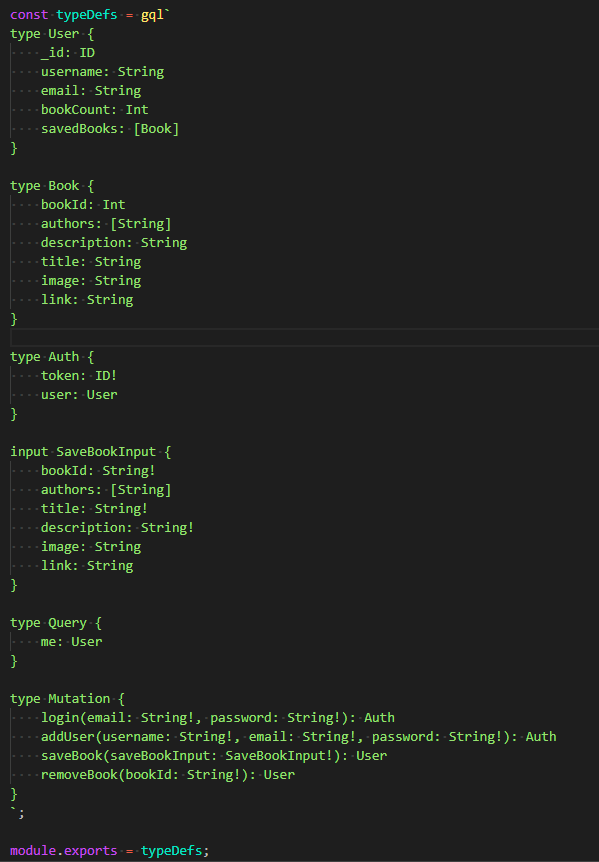 const typeDefs = gql`
type User {
    _id: ID
    username: String
    email: String
    bookCount: Int
    savedBooks: [Book]
}

type Book {
    bookId: Int
    authors: [String]
    description: String
    title: String
    image: String
    link: String
}

type Auth {
    token: ID!
    user: User
}

input SaveBookInput {
    bookId: String!
    authors: [String]
    title: String!
    description: String!
    image: String
    link: String
}

type Query {
    me: User
}

type Mutation {
    login(email: String!, password: String!): Auth
    addUser(username: String!, email: String!, password: String!): Auth
    saveBook(saveBookInput: SaveBookInput!): User
    removeBook(bookId: String!): User
}
`;

module.exports = typeDefs;